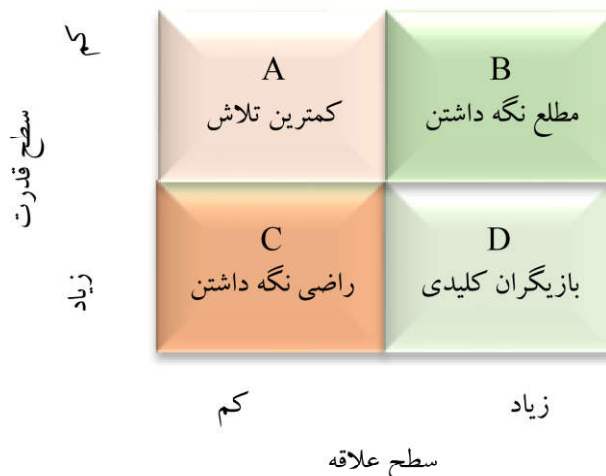 کم
A
کمترین تلاش
B
مطلع نگه داشتن
سطح قدرت
زیاد
C
راضی نگه داشتن
D
بازیگران کلیدی
کم
زیاد
سطح علاقه